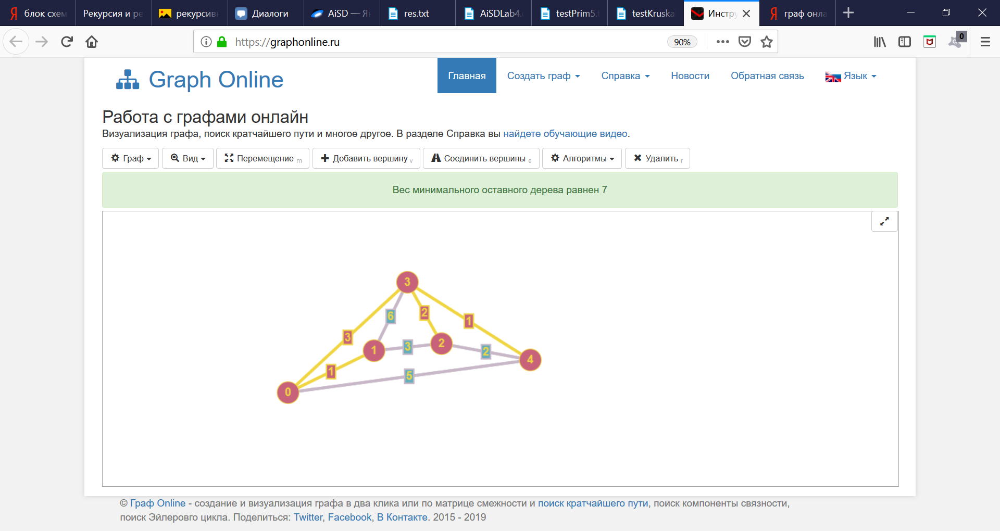 блок схем
Рекурсия и ре
рекурсивн
Диалоги
AiSD — Ян
res.txt
AiSDLab4.
testPrim5.t
testKruska
Инстру
граф онла
https://graphonline.ru
90%
0
Graph Online
Главная
Создать граф
Справка
Новости
Обратная связь
Язык
Работа с графами онлайн
Визуализация графа, поиск кратчайшего пути и многое другое. В разделе Справка вы найдете обучающие видео.
Граф
Вид
Перемещение m
Добавить вершину v
Соединить вершины e
Алгоритмы
Удалить r
Вес минимального оставного дерева равнен 7
3
6
2
1
3
1
3
2
2
4
1
5
0
© Граф Online - создание и визуализация графа в два клика или по матрице смежности и поиск кратчайшего пути, поиск компоненты связности,
поиск Эйлеровго цикла. Поделиться: Twitter, Facebook, В Контакте. 2015 - 2019